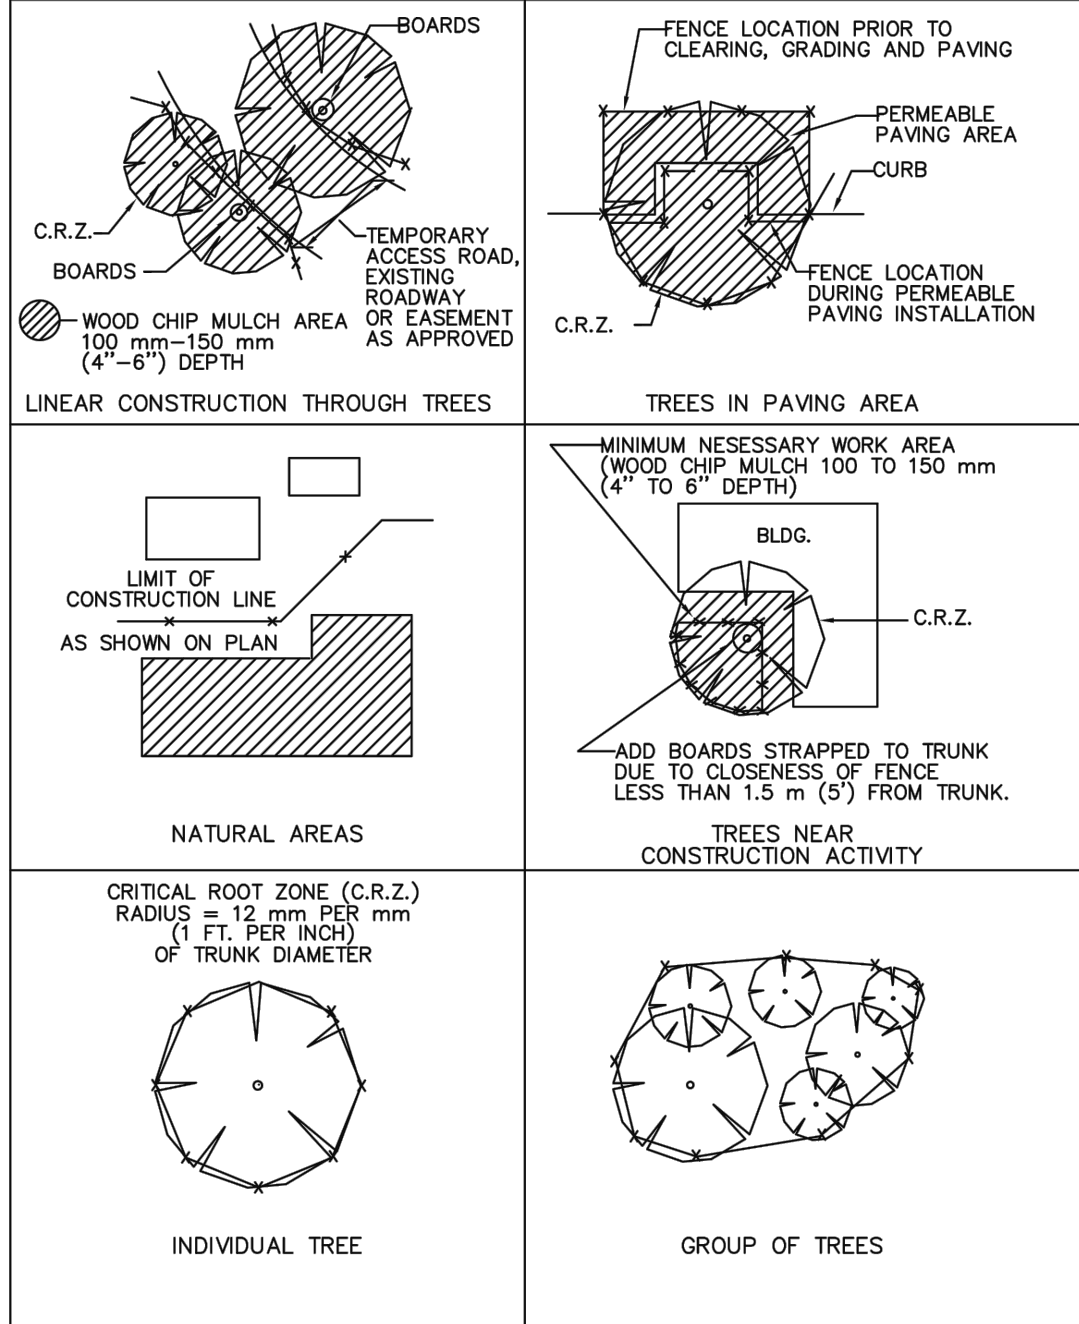 BOARDS
C.R.Z.
BOARDS
TEMPORARY
ACCESS ROAD,
EXISTING
ROADWAY
OR EASEMENT
AS APPROVED
WOOD CHIP MULCH AREA
100 mm–150 mm
(4”–6”) DEPTH
LINEAR CONSTRUCTION THROUGH TREES
FENCE LOCATION PRIOR TO
CLEARING, GRADING AND PAVING
PERMEABLE
PAVING AREA
CURB
FENCE LOCATION
DURING PERMEABLE
PAVING INSTALLATION
C.R.Z.
TREES IN PAVING AREA
LIMIT OF
CONSTRUCTION LINE
AS SHOWN ON PLAN
NATURAL AREAS
MINIMUM NESESSARY WORK AREA
(WOOD CHIP MULCH 100 TO 150 mm
(4” TO 6” DEPTH)
BLDG.
C.R.Z.
ADD BOARDS STRAPPED TO TRUNK
DUE TO CLOSENESS OF FENCE
LESS THAN 1.5 m (5’) FROM TRUNK.
TREES NEAR
CONSTRUCTION ACTIVITY
CRITICAL ROOT ZONE (C.R.Z.)
RADIUS = 12 mm PER mm
(1 FT. PER INCH)
OF TRUNK DIAMETER
INDIVIDUAL TREE
GROUP OF TREES